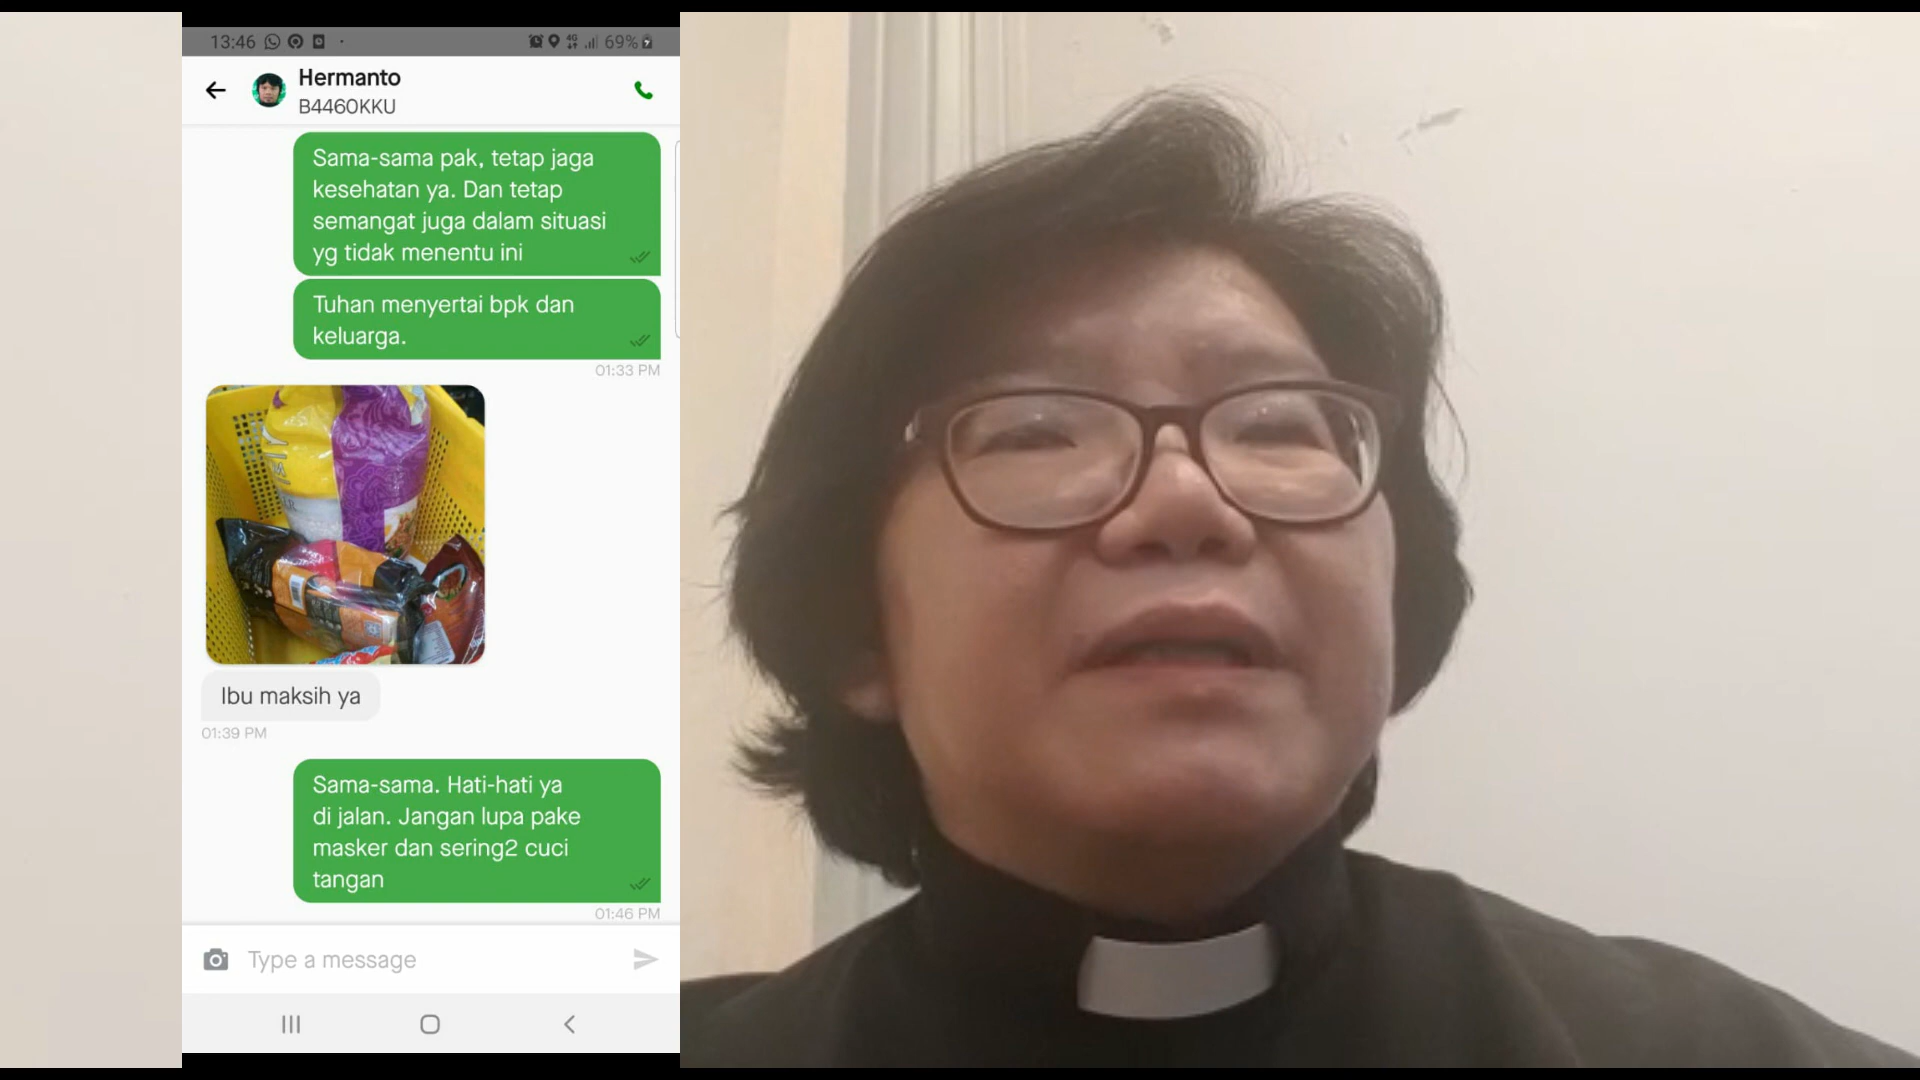 13:46
4G
69%
Hermanto
B4460KKU
Sama-sama pak, tetap jaga
kesehatan ya. Dan tetap
semangat juga dalam situasi
yg tidak menentu ini
Tuhan menyertai bpk dan
keluarga.
01:33 PM
Ibu maksih ya
01:39 PM
Sama-sama. Hati-hati ya
di jalan. Jangan lupa pake
masker dan sering2 cuci
tangan
01:46 PM
Type a message